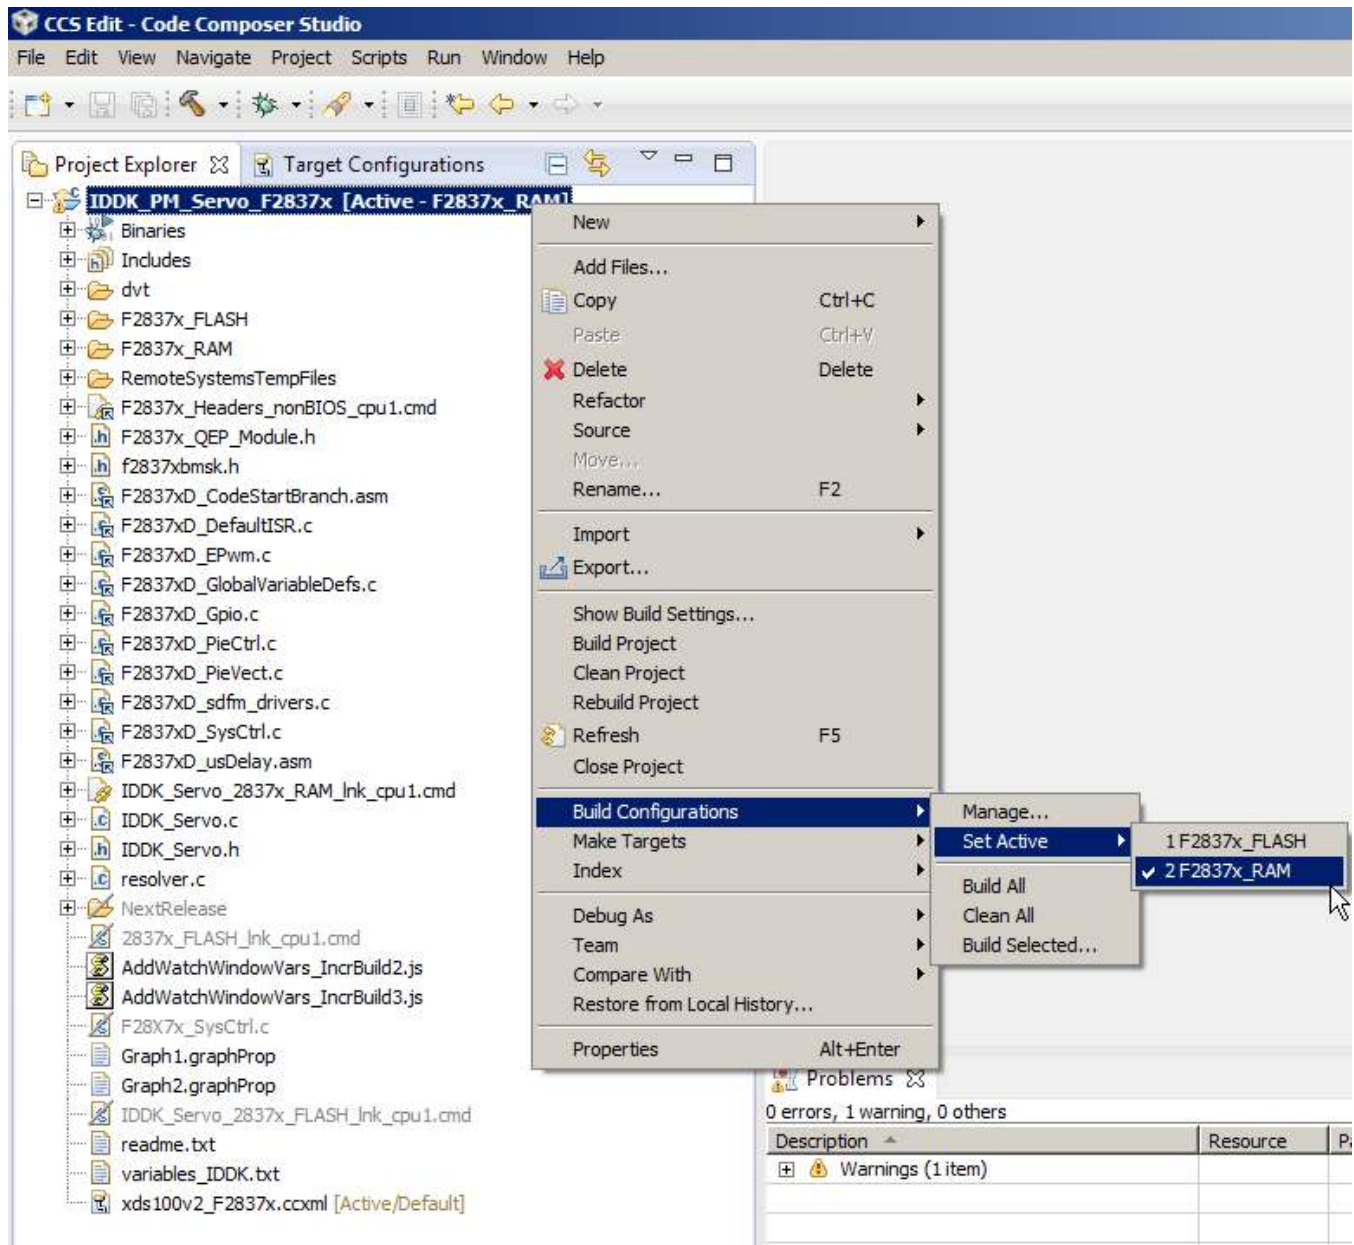 CCS Edit - Code Composer Studio
File Edit View Navigate Project Scripts Run Window Help
Project Explorer Target Configurations
IDDK_PM_Servo_F2837x [Active - F2837x_RAM]
Binaries
Includes
dvt
F2837x_FLASH
F2837x_RAM
RemoteSystemsTempFiles
F2837x_Headers_nonBIOS_cpu1.cmd
F2837x_QEP_Module.h
f2837xbmsk.h
F2837xD_CodeStartBranch.asm
F2837xD_DefaultISR.c
F2837xD_EPwm.c
F2837xD_GlobalVariableDefs.c
F2837xD_Gpio.c
F2837xD_PieCtrl.c
F2837xD_PieVect.c
F2837xD_sdfm_drivers.c
F2837xD_SysCtrl.c
F2837xD_usDelay.asm
IDDK_Servo_2837x_RAM_lnk_cpu1.cmd
IDDK_Servo.c
IDDK_Servo.h
resolver.c
NextRelease
2837x_FLASH_lnk_cpu1.cmd
AddWatchWindowVars_IncrBuild2.js
AddWatchWindowVars_IncrBuild3.js
F28X7x_SysCtrl.c
Graph1.graphProp
Graph2.graphProp
IDDK_Servo_2837x_FLASH_lnk_cpu1.cmd
readme.txt
variables_IDDK.txt
xds100v2_F2837x.ccxml [Active/Default]
New
Add Files...
Copy Ctrl+C
Paste Ctrl+V
Delete Delete
Refactor
Source
Move...
Rename... F2
Import
Export...
Show Build Settings...
Build Project
Clean Project
Rebuild Project
Refresh F5
Close Project
Build Configurations
Make Targets
Index
Debug As
Team
Compare With
Restore from Local History...
Properties Alt+Enter
Manage...
Set Active
Build All
Clean All
Build Selected...
1 F2837x_FLASH
2 F2837x_RAM
Problems
0 errors, 1 warning, 0 others
Description Resource
Warnings (1 item)